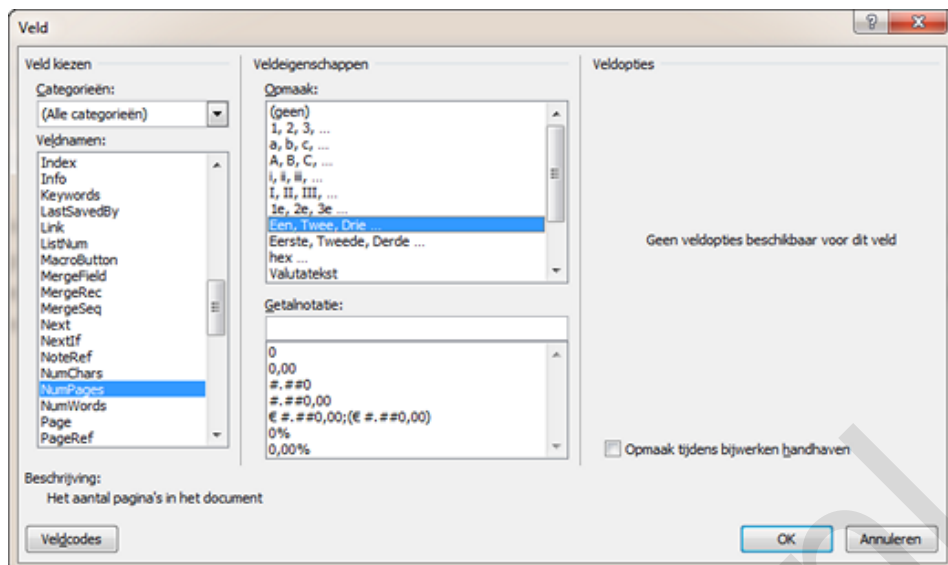 Veld
Veld kiezen
Categorieën:
(Alle categorieën)
Veldnamen:
Index
Info
Keywords
LastSavedBy
Link
ListNum
MacroButton
MergeField
MergeRec
MergeSeq
Next
NextIf
NoteRef
NumChars
NumPages
NumWords
Page
PageRef
Veldeigenschappen
Opmaak:
(geen)
1, 2, 3, ...
a, b, c, ...
A, B, C, ...
i, ii, iii, ...
I, II, III, ...
1e, 2e, 3e ...
Een, Twee, Drie ...
Eerste, Tweede, Derde ...
hex ...
Valutatekst
Getalnotatie:
0
0,00
#.##0
#.##0,00
€ #.##0,00;(€ #.##0,00)
0%
0,00%
Veldopties
Geen veldopties beschikbaar voor dit veld
Opmaak tijdens bijwerken handhaven
Beschrijving:
Het aantal pagina's in het document
Veldcodes
OK
Annuleren